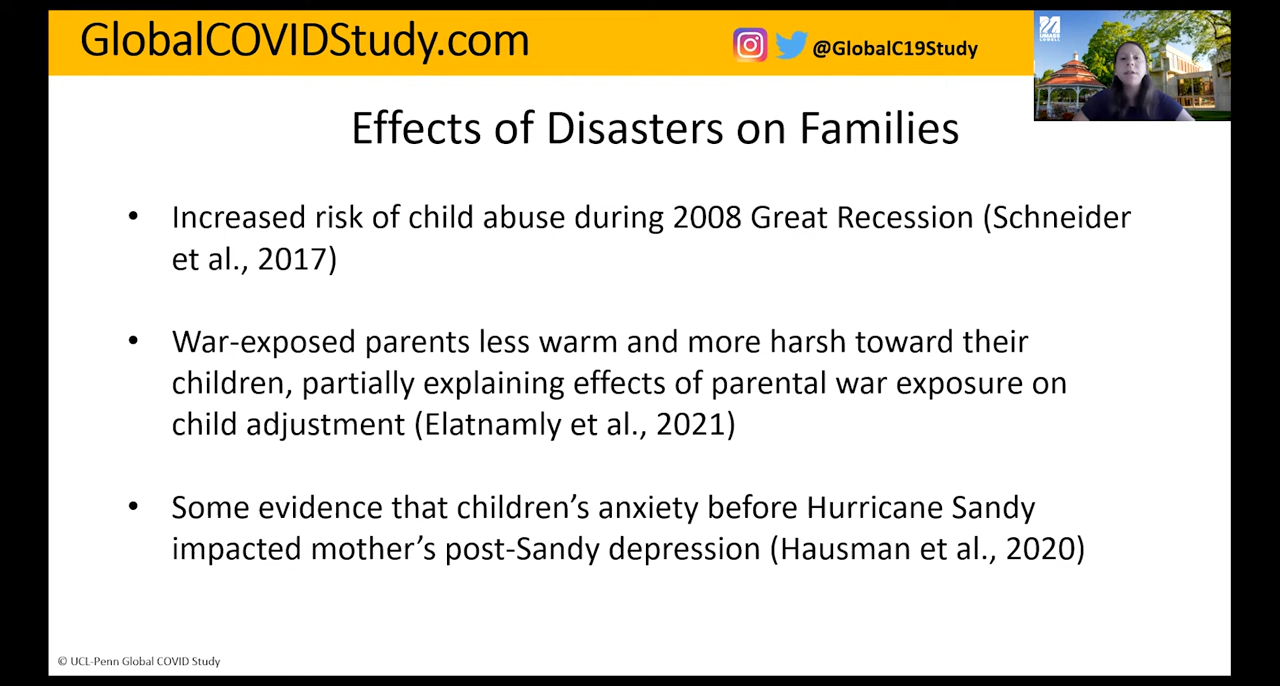 GlobalCOVIDStudy.com
@GlobalC19Study
UMASS
LOWELL
Effects of Disasters on Families
• Increased risk of child abuse during 2008 Great Recession (Schneider
et al., 2017)
• War-exposed parents less warm and more harsh toward their
children, partially explaining effects of parental war exposure on
child adjustment (Elatnamly et al., 2021)
• Some evidence that children’s anxiety before Hurricane Sandy
impacted mother’s post-Sandy depression (Hausman et al., 2020)
© UCL-Penn Global COVID Study